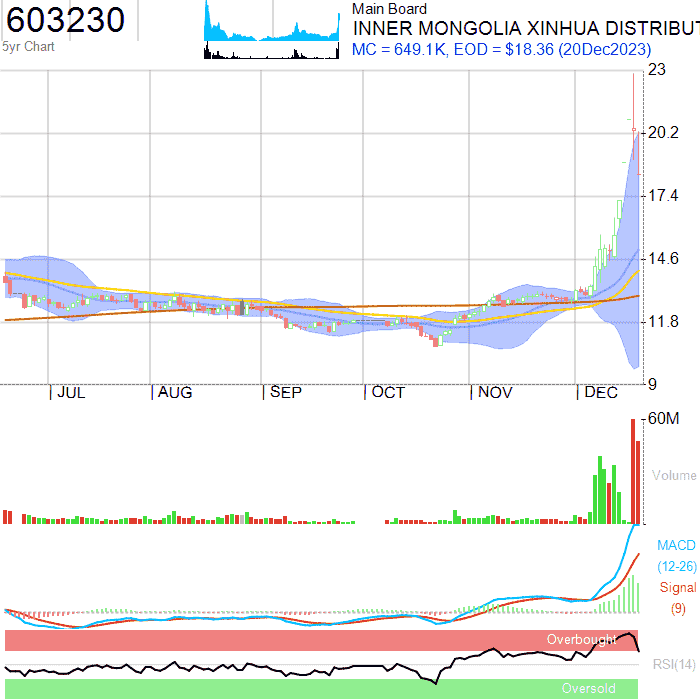 603230
5yr Chart
Main Board
INNER MONGOLIA XINHUA DISTRIBUT
MC = 649.1K, EOD = $18.36 (20Dec2023)
23
20.2
17.4
14.6
11.8
9
JUL AUG SEP OCT NOV DEC
60M
Volume
MACD
(12-26)
Signal
(9)
Overbought
RSI(14)
Oversold